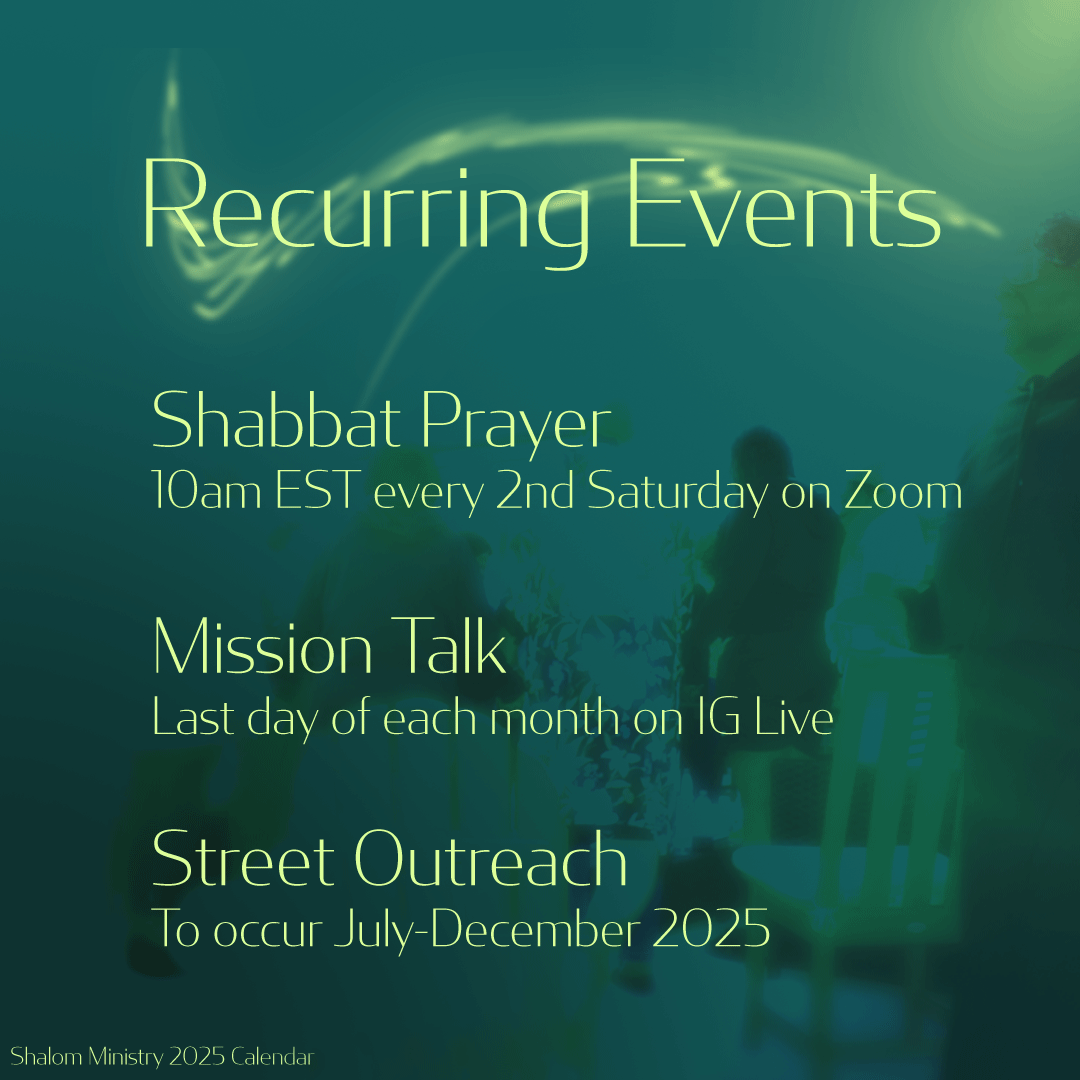 Recurring Events
Shabbat Prayer
10am EST every 2nd Saturday on Zoom
Mission Talk
Last day of each month on IG Live
Street Outreach
To occur July-December 2025
Shalom Ministry 2025 Calendar